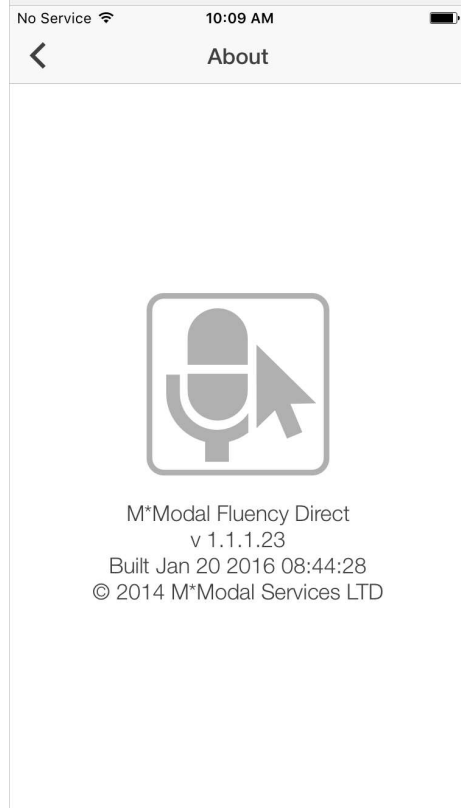 No Service 10:09 AM
About
M*Modal Fluency Direct
v 1.1.1.23
Built Jan 20 2016 08:44:28
© 2014 M*Modal Services LTD